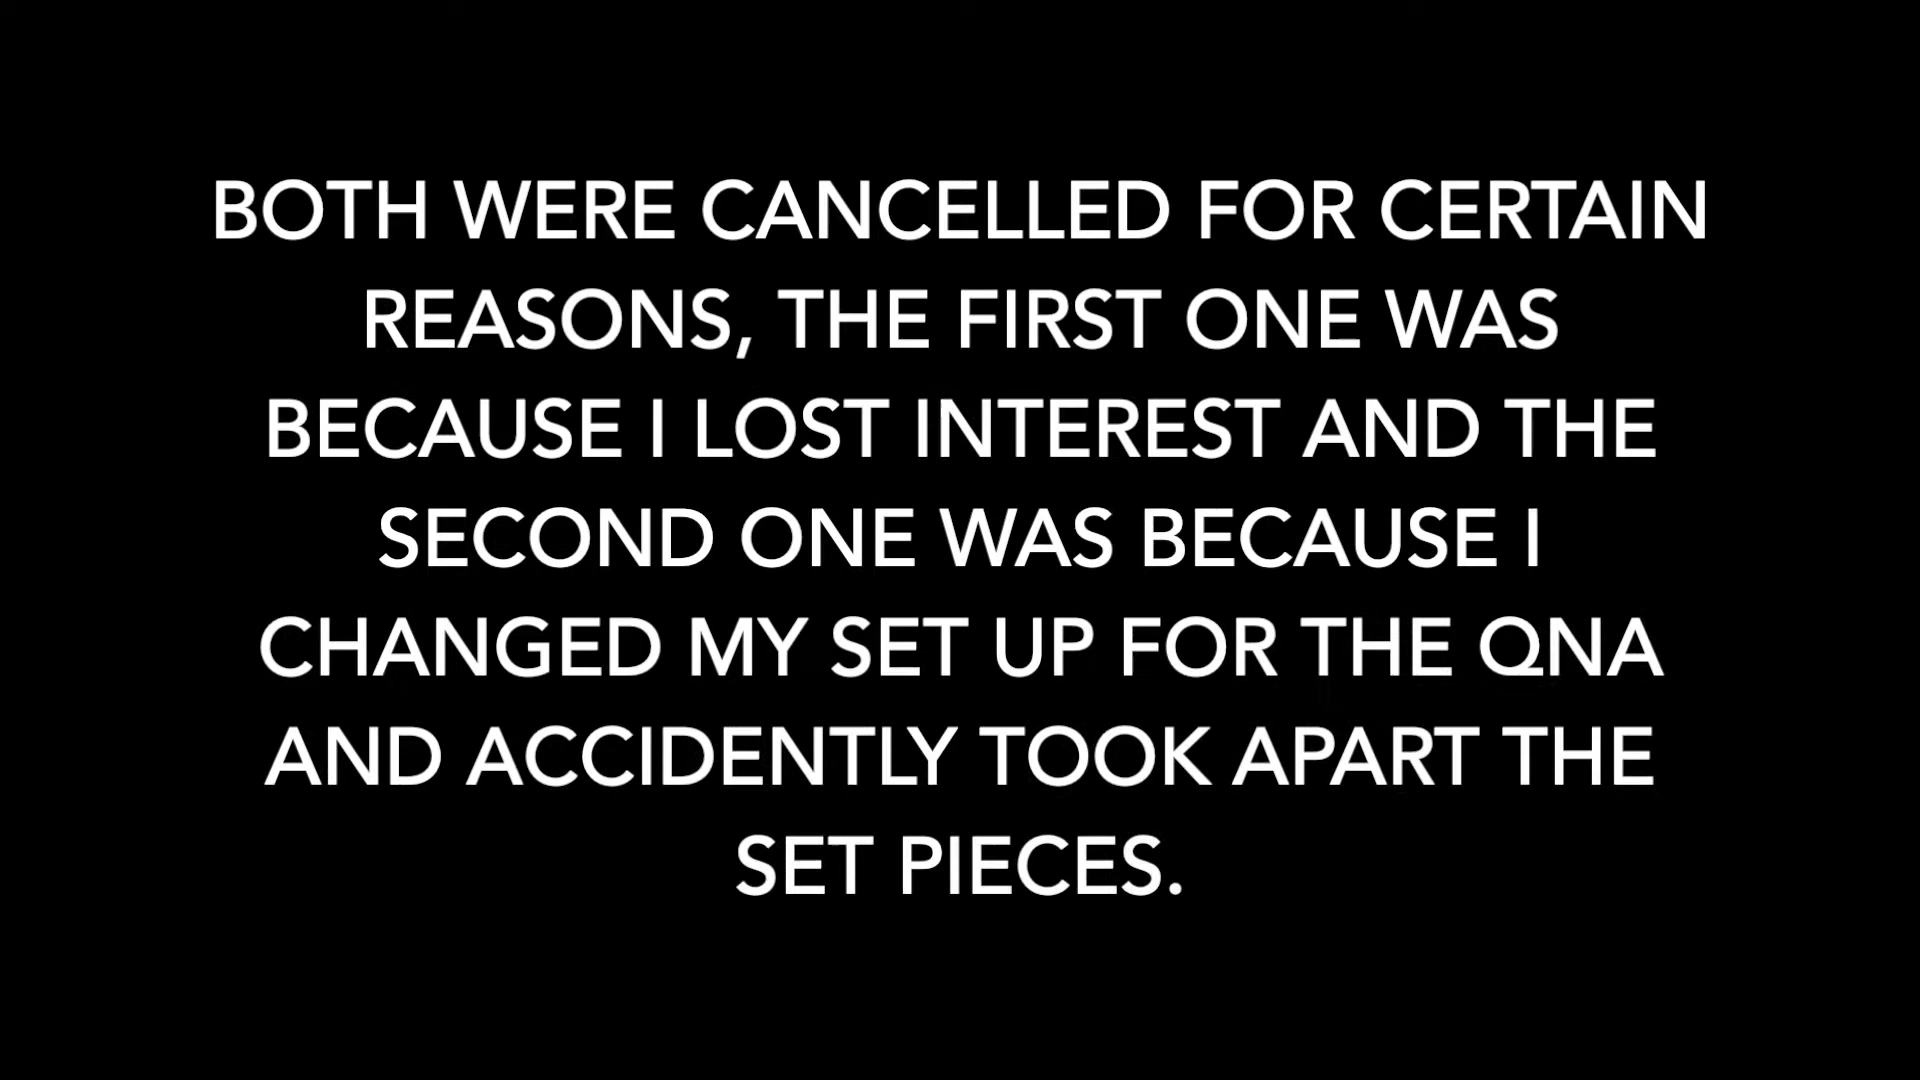 BOTH WERE CANCELLED FOR CERTAIN
REASONS, THE FIRST ONE WAS
BECAUSE I LOST INTEREST AND THE
SECOND ONE WAS BECAUSE I
CHANGED MY SET UP FOR THE QNA
AND ACCIDENTLY TOOK APART THE
SET PIECES.